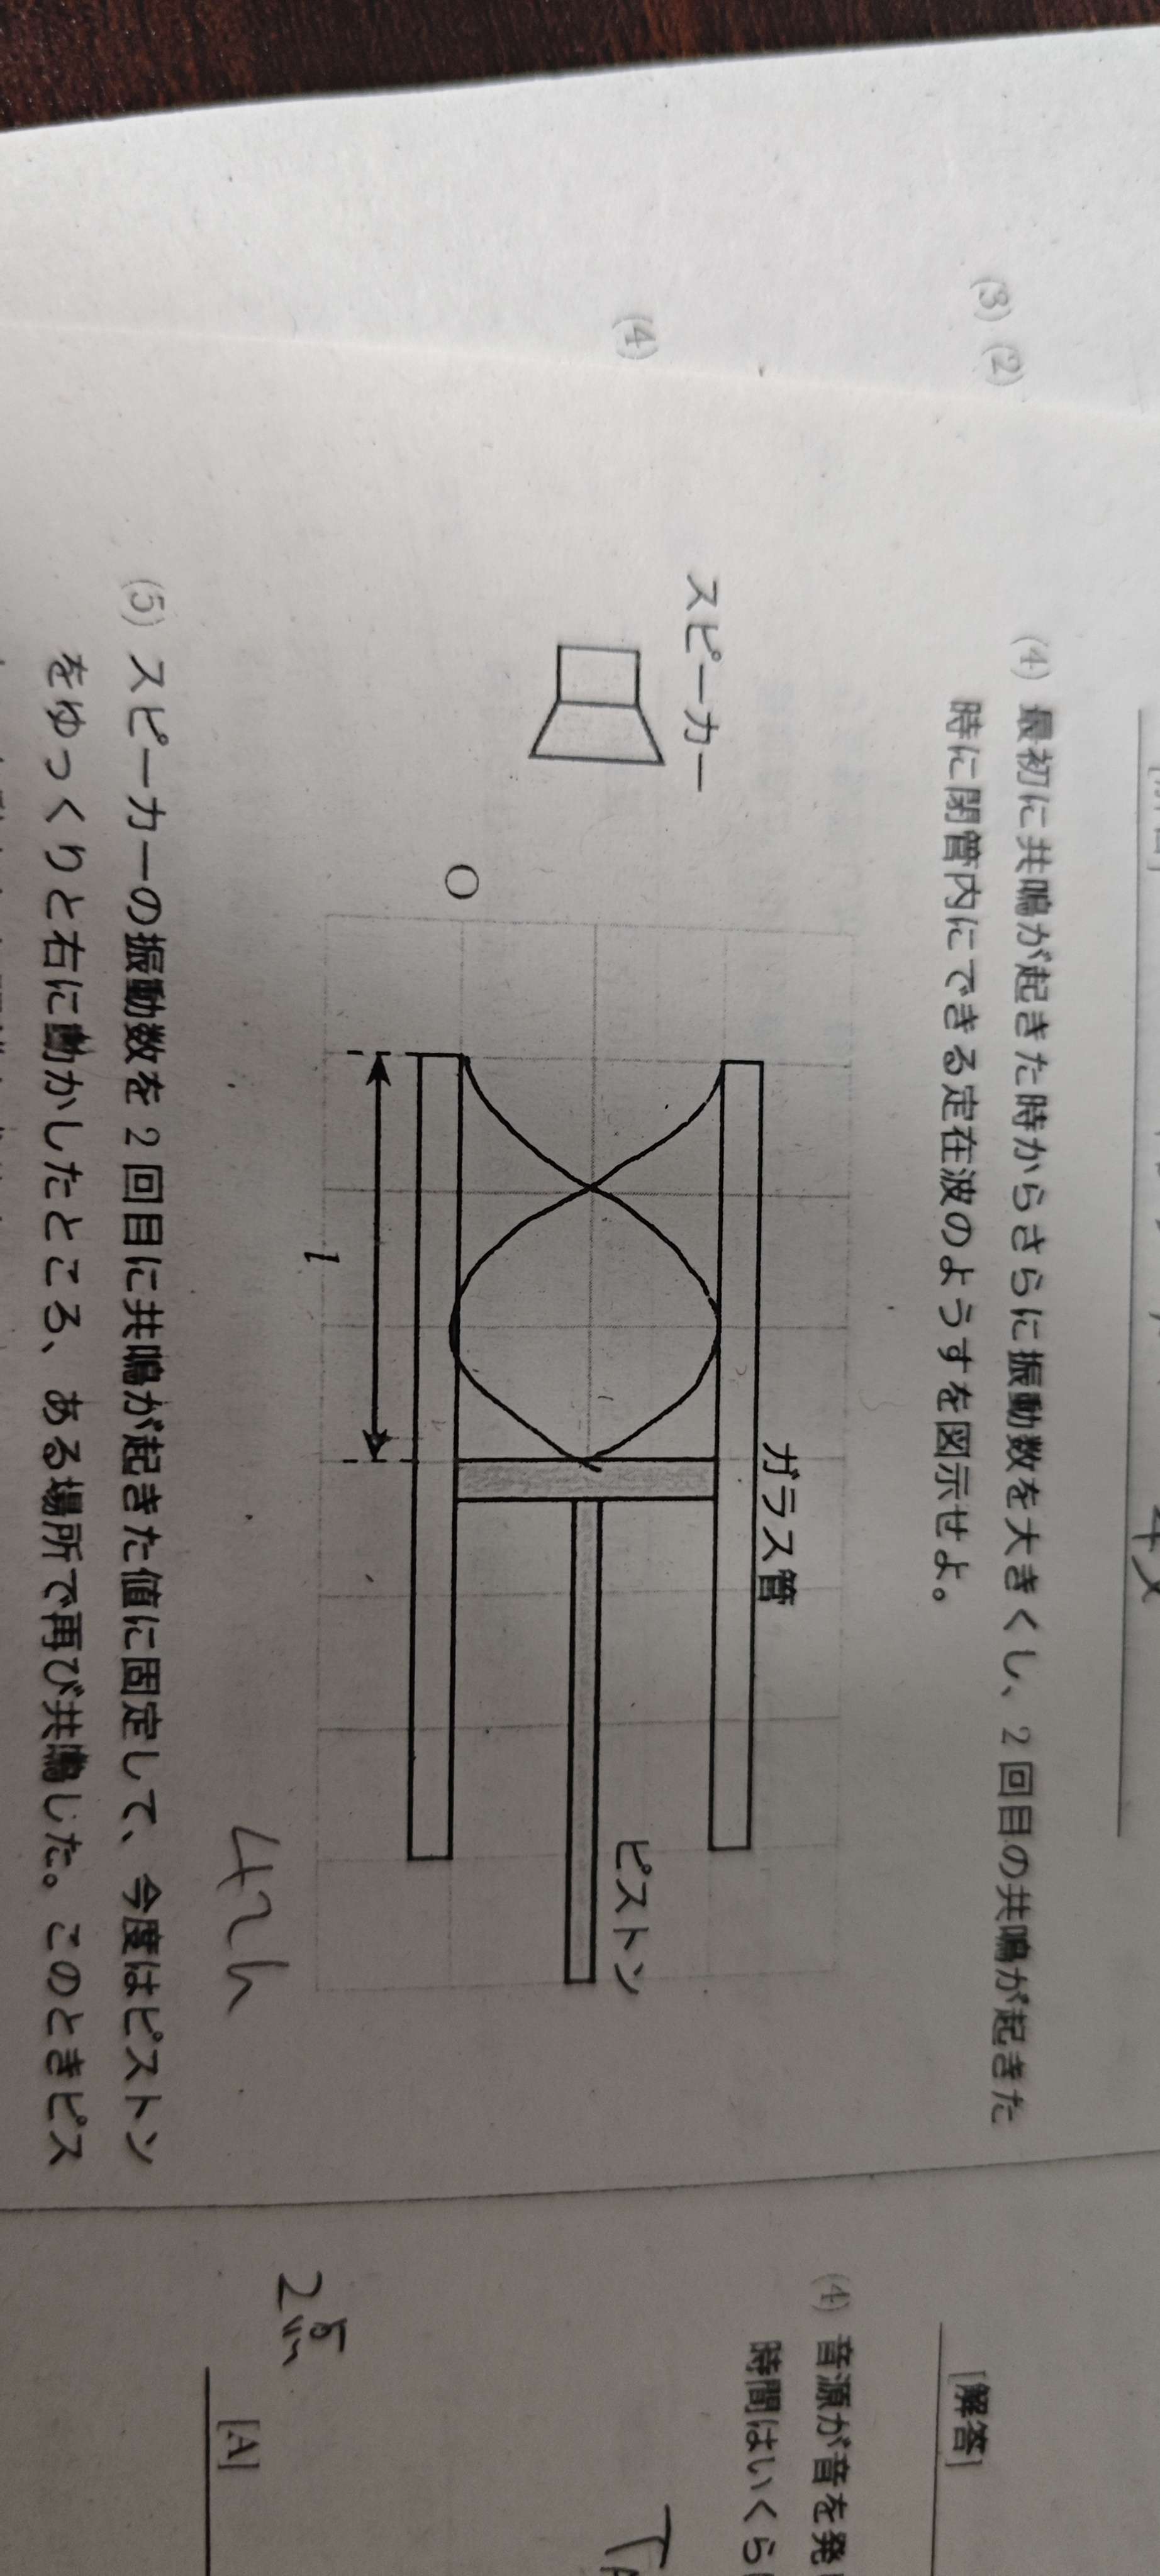 (3) (2)
(4) 最初に共鳴が起きた時からさらに振動数を大きくし、2 回目の共鳴が起きた
時に閉管内にできる定在波のようすを図示せよ。
ガラス管
スピーカー
ピストン
(4)
O
l
(5) スピーカーの振動数を 2 回目に共鳴が起きた値に固定して、今度はピストン
をゆっくりと右に動かしたところ、ある場所で再び共鳴した。このときピス
[解答]
(4) 音源が音を発
時間はいくら
[A]